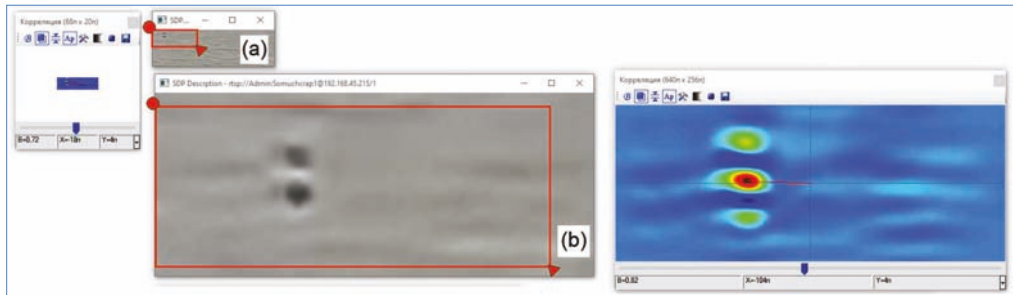 Корреляция (68п x 20п)
SDP...
Ap
(a)
B=0.72 X=-18п Y=4п
SDP Description - rtsp://Admin:Somuchcrap1@192.168.45.215/1
(b)
Корреляция (640п x 256п)
Ap
B=0.82 X=-104п Y=4п